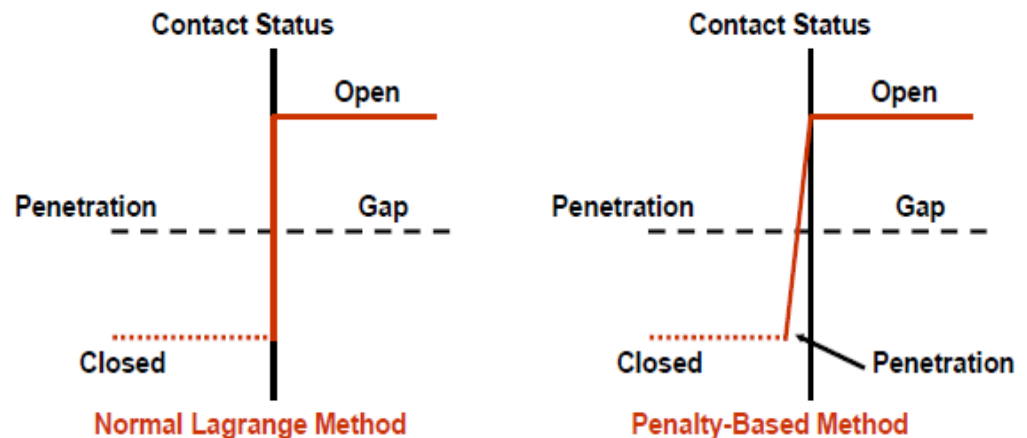 Contact Status
Open
Penetration
Gap
Closed
Normal Lagrange Method
Contact Status
Open
Penetration
Gap
Closed
Penetration
Penalty-Based Method